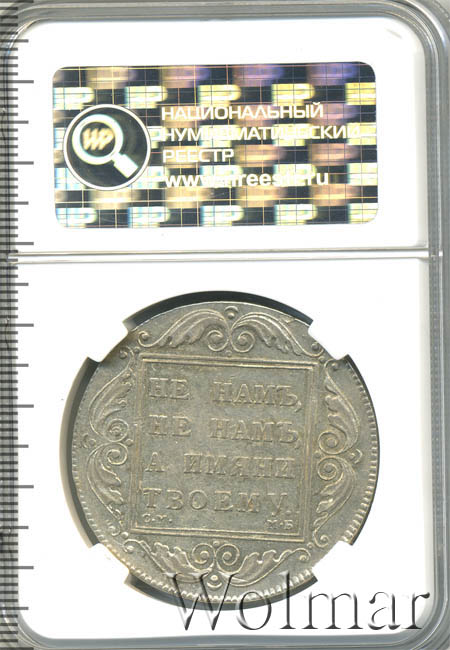 НАЦИОНАЛЬНЫЙ
НУМИЗМАТИЧЕСКИЙ
РЕЕСТР
НЕ НАМЪ,
НЕ НАМЪ,
А ИМЯНИ
ТВОЕМУ.
С.М. М.Б
Wolmar